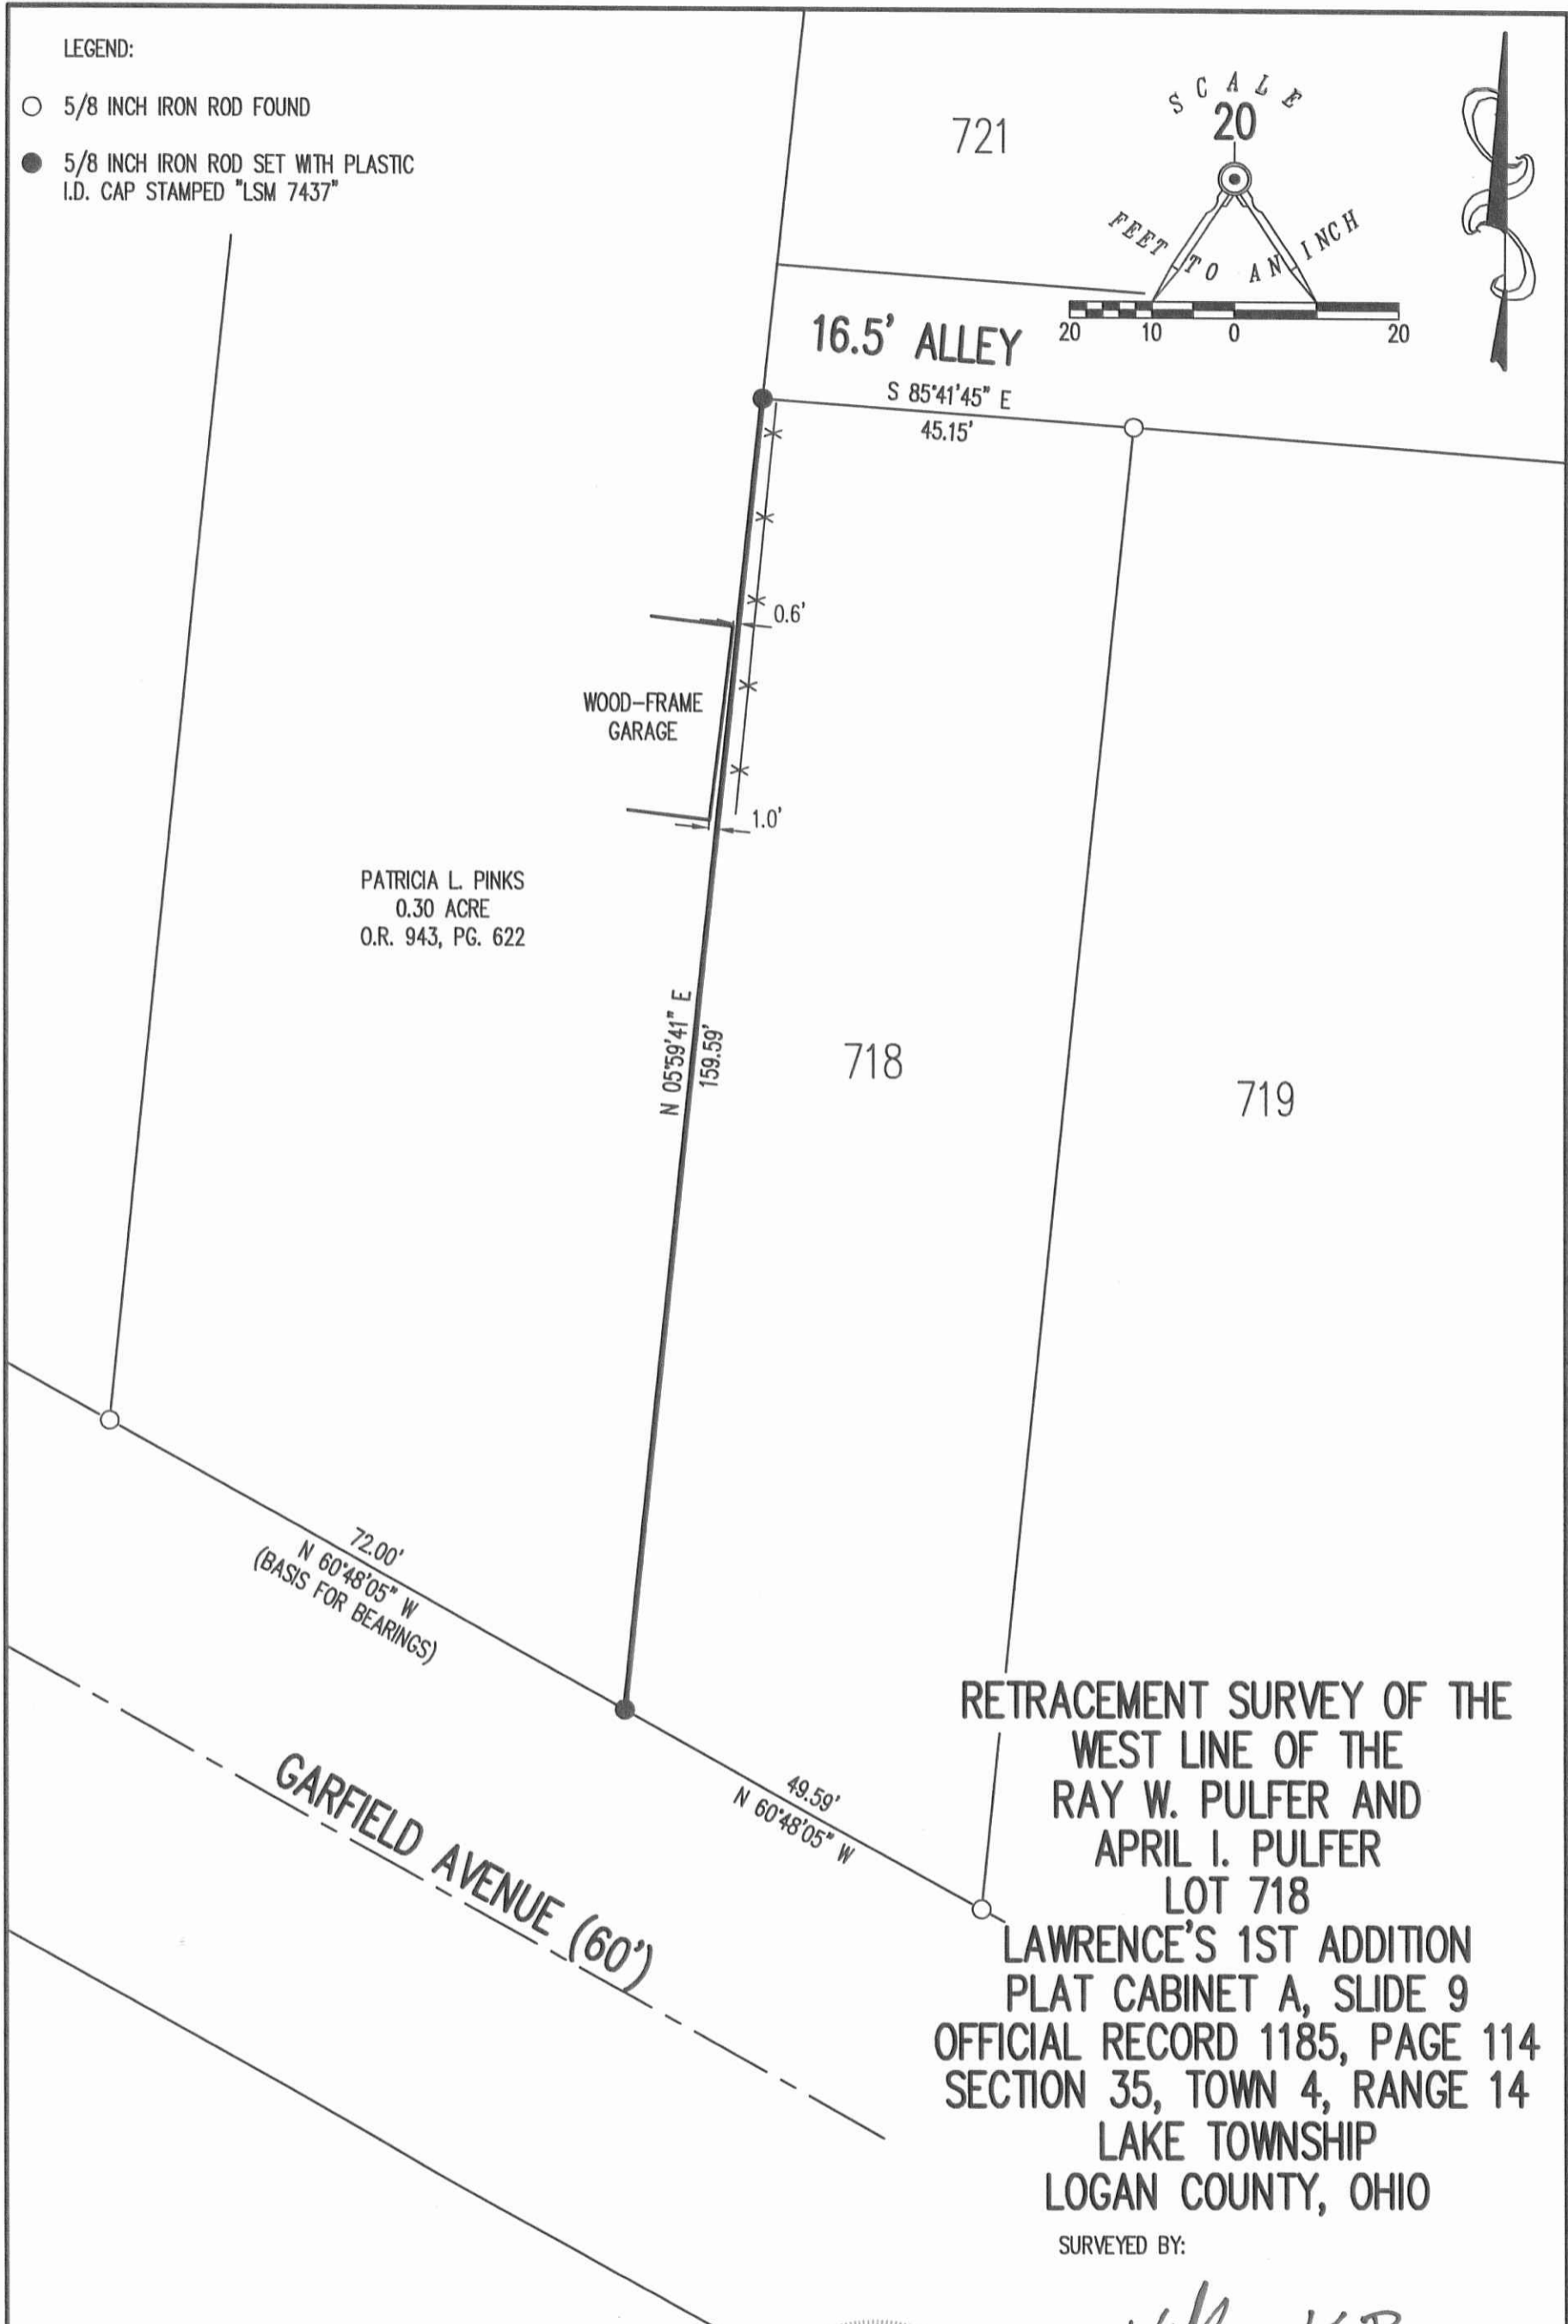 LEGEND:
5/8 INCH IRON ROD FOUND
5/8 INCH IRON ROD SET WITH PLASTIC
I.D. CAP STAMPED "LSM 7437"
721
SCALE
20
FEET TO AN INCH
20 10 0 20
16.5' ALLEY
S 85°41'45" E
45.15'
0.6'
WOOD-FRAME
GARAGE
1.0'
PATRICIA L. PINKS
0.30 ACRE
O.R. 943, PG. 622
N 05°59'41" E
159.59'
718
719
72.00'
N 60°48'05" W
(BASIS FOR BEARINGS)
49.59'
N 60°48'05" W
GARFIELD AVENUE (60')
RETRACEMENT SURVEY OF THE
WEST LINE OF THE
RAY W. PULFER AND
APRIL I. PULFER
LOT 718
LAWRENCE'S 1ST ADDITION
PLAT CABINET A, SLIDE 9
OFFICIAL RECORD 1185, PAGE 114
SECTION 35, TOWN 4, RANGE 14
LAKE TOWNSHIP
LOGAN COUNTY, OHIO
SURVEYED BY: